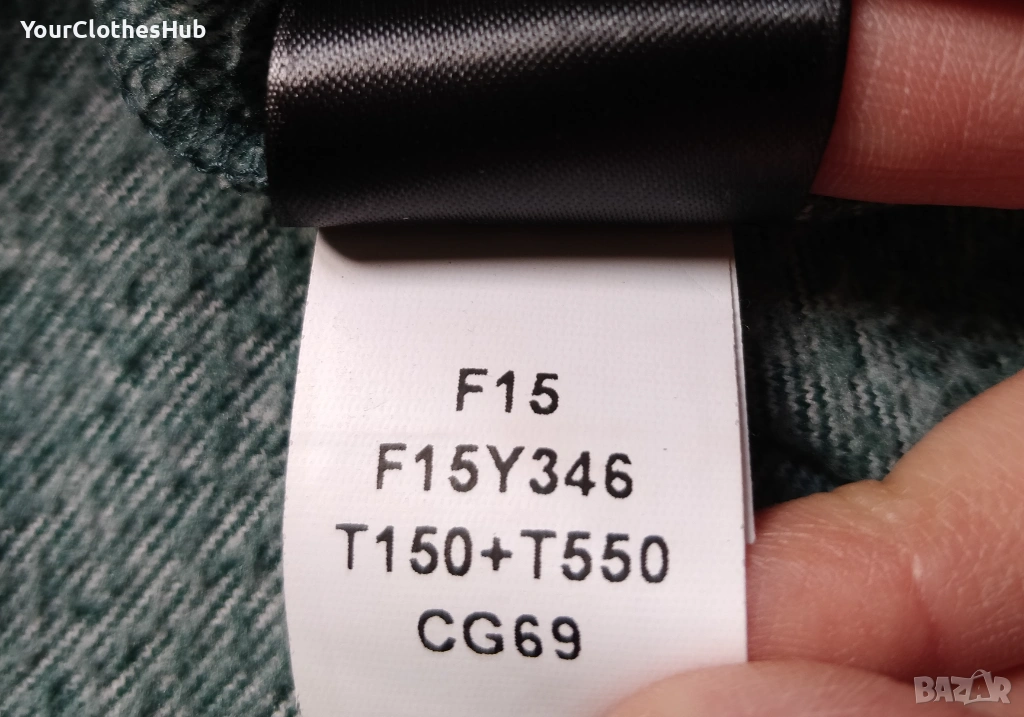 YourClothesHub
F15
F15Y346
T150+T550
CG69
BAZAR